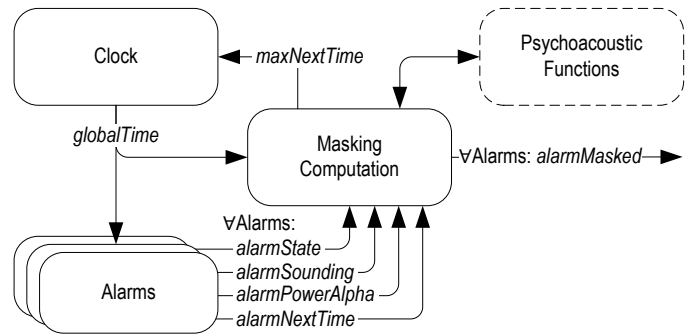 Clock
maxNextTime
Psychoacoustic
Functions
globalTime
Masking
Computation
∀Alarms: alarmMasked
∀Alarms:
alarmState
alarmSounding
alarmPowerAlpha
alarmNextTime
Alarms